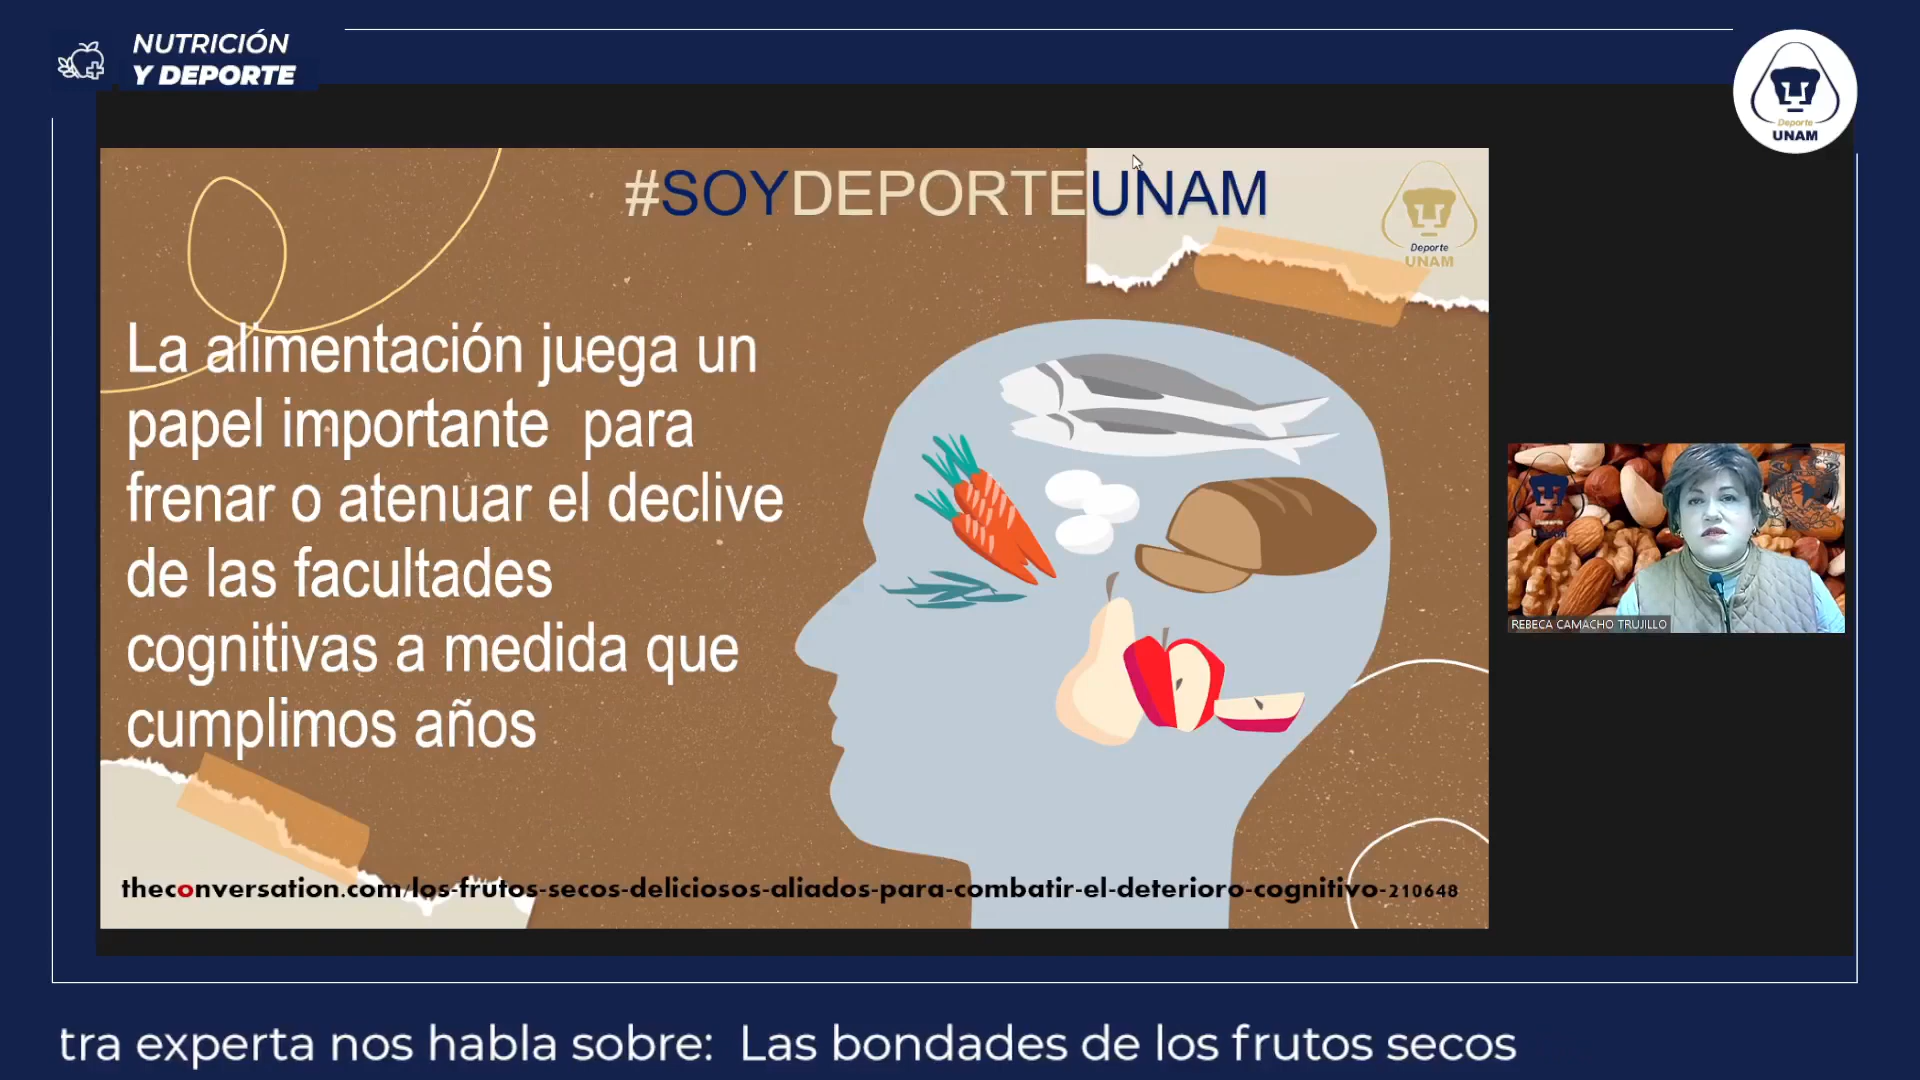 NUTRICIÓN
Y DEPORTE
Deporte
UNAM
#SOYDEPORTEUNAM
Deporte
UNAM
La alimentación juega un
papel importante para
frenar o atenuar el declive
de las facultades
cognitivas a medida que
cumplimos años
REBECA CAMACHO TRUJILLO
theconversation.com/los-frutos-secos-deliciosos-aliados-para-combatir-el-deterioro-cognitivo-210648
tra experta nos habla sobre: Las bondades de los frutos secos